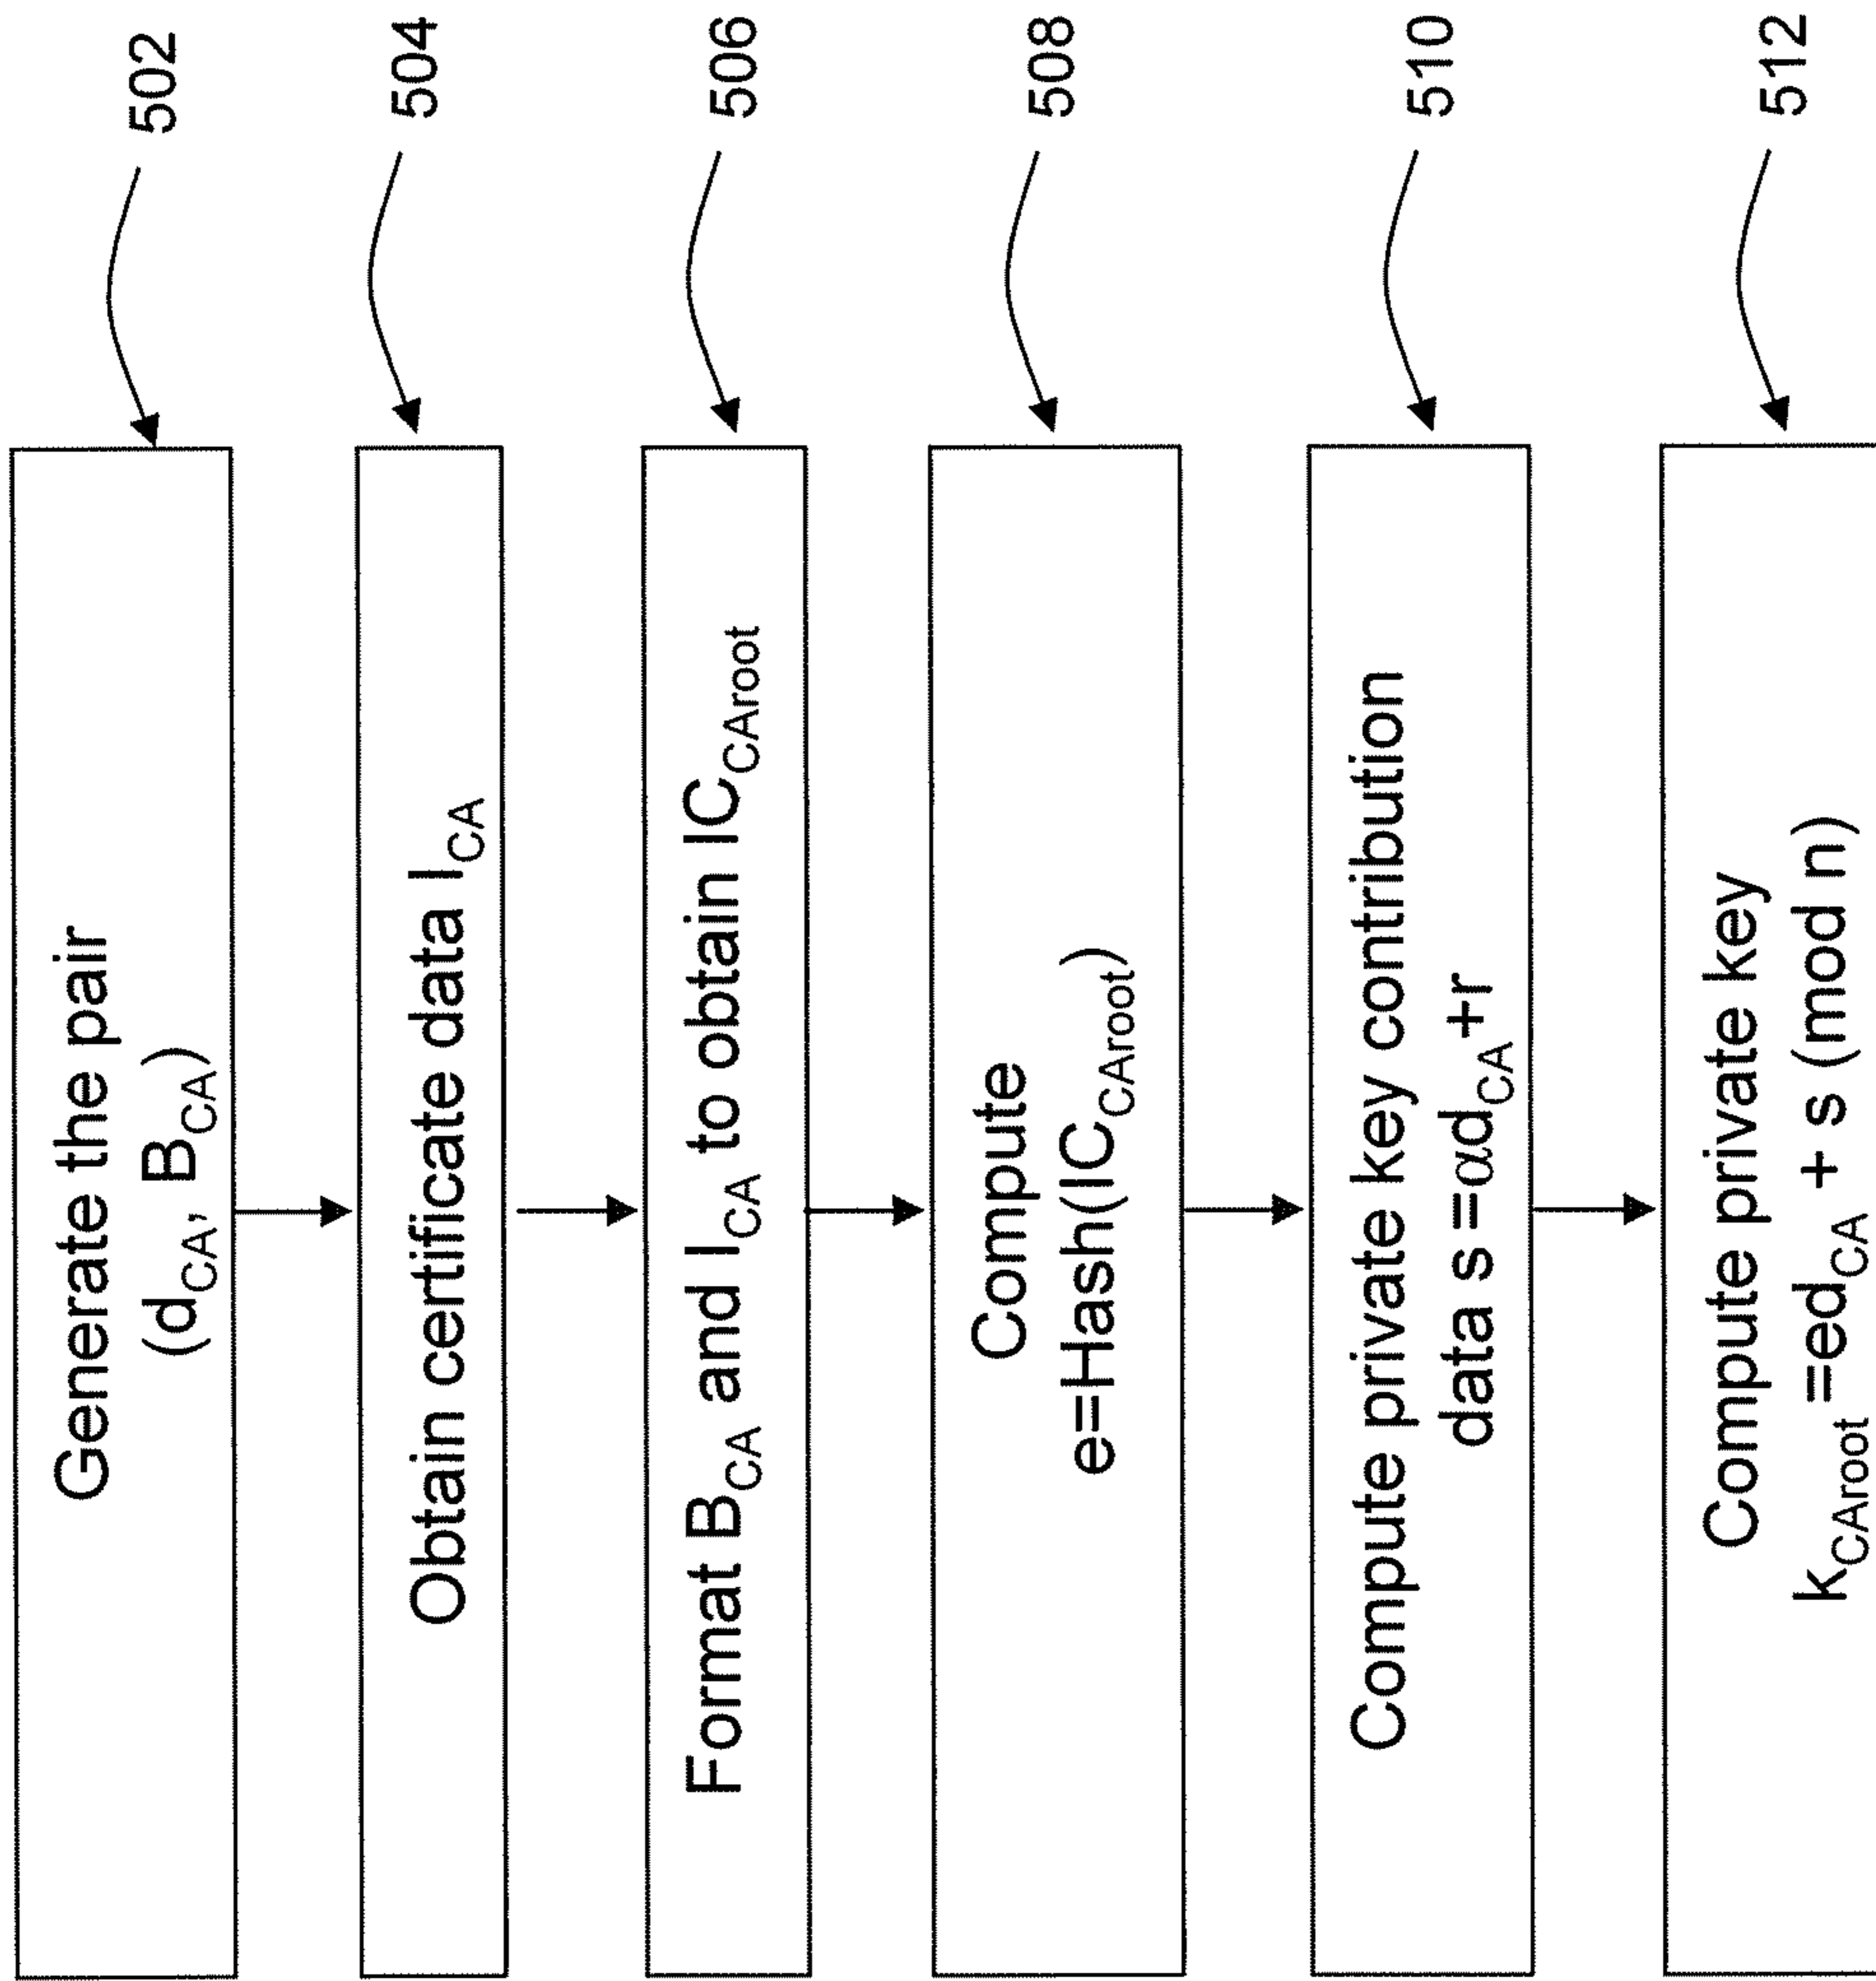 Generate the pair
(d_CA, B_CA)
502
Obtain certificate data I_CA
504
Format B_CA and I_CA to obtain IC_CAroot
506
Compute
e=Hash(IC_CAroot)
508
Compute private key contribution
data s=αd_CA+r
510
Compute private key
k_CAroot=ed_CA + s (mod n)
512